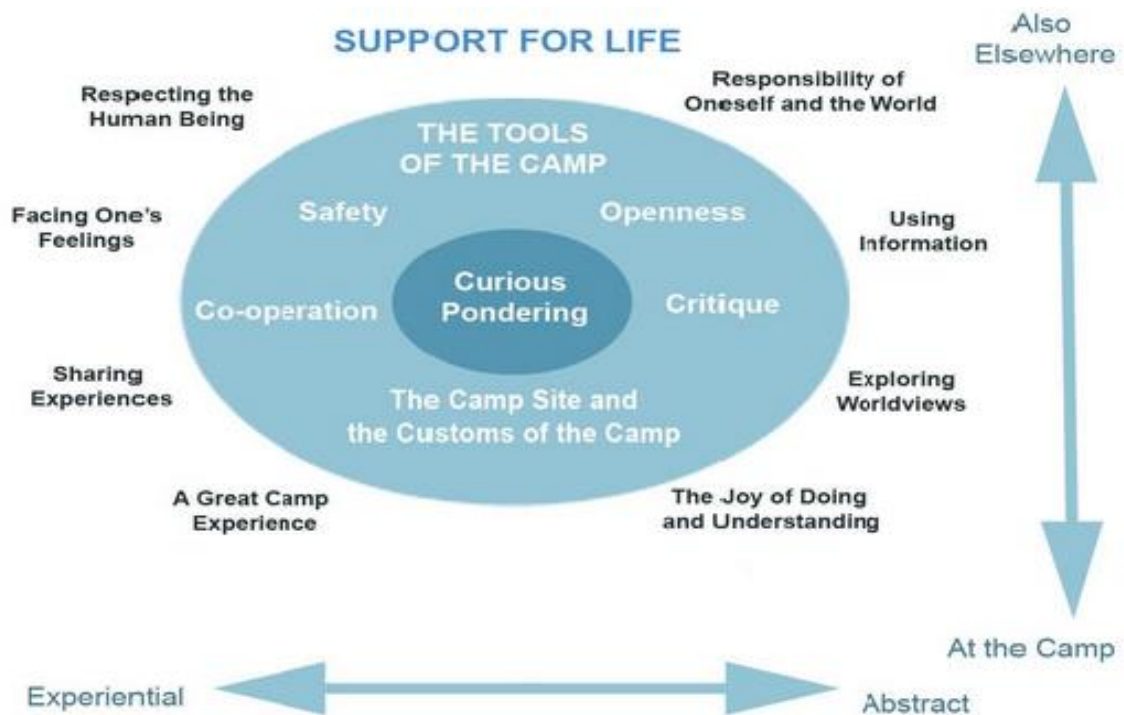 SUPPORT FOR LIFE
Also
Elsewhere
Respecting the
Human Being
Responsibility of
Oneself and the World
THE TOOLS
OF THE CAMP
Facing One's
Feelings
Safety
Openness
Using
Information
Co-operation
Curious
Pondering
Critique
Sharing
Experiences
The Camp Site and
the Customs of the Camp
Exploring
Worldviews
A Great Camp
Experience
The Joy of Doing
and Understanding
At the Camp
Experiential
Abstract